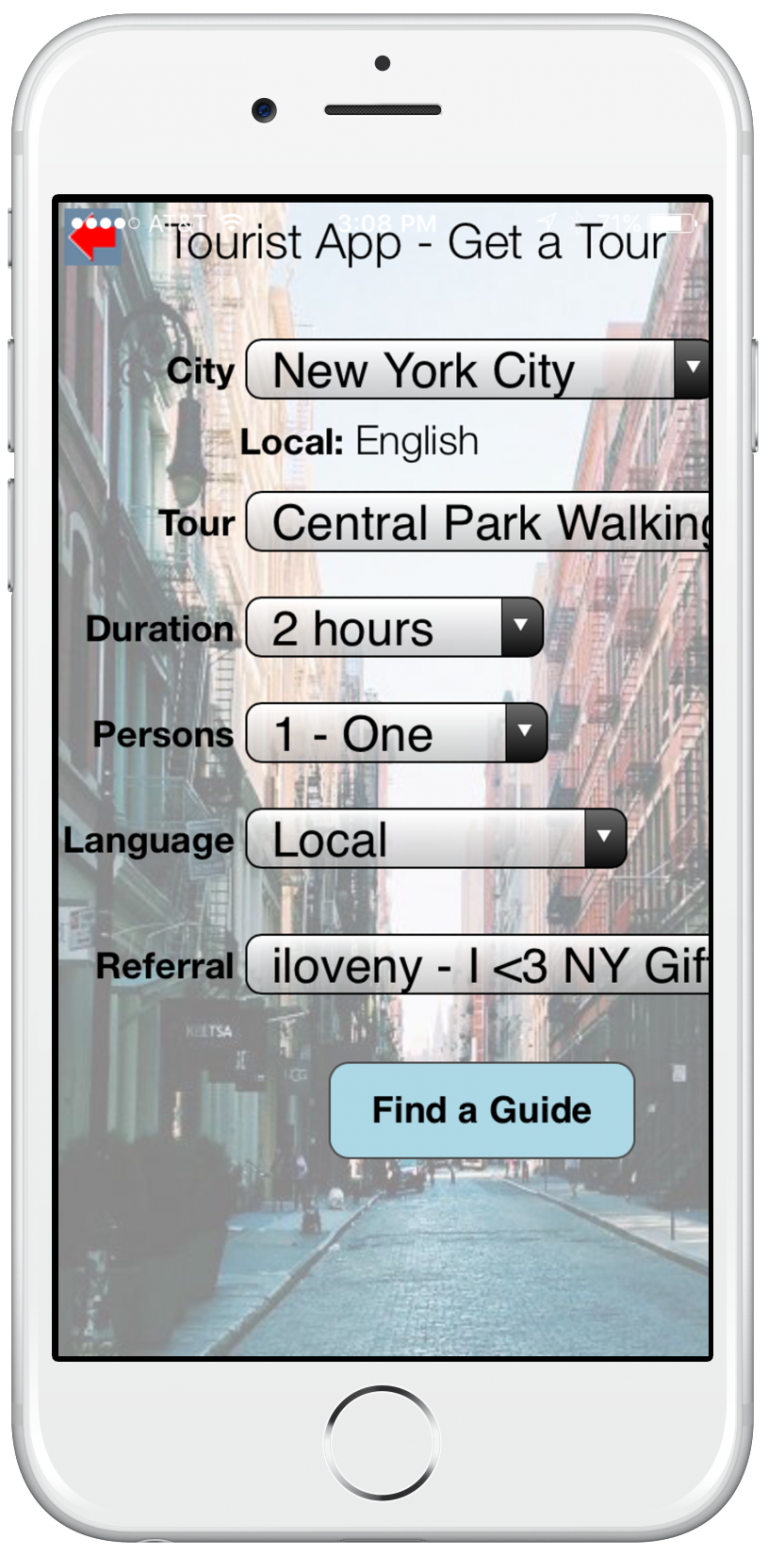 AT&T 3:08 PM 71%
Tourist App - Get a Tour
City New York City
Local: English
Tour Central Park Walking
Duration 2 hours
Persons 1 - One
Language Local
Referral iloveny - I <3 NY Gif
Find a Guide